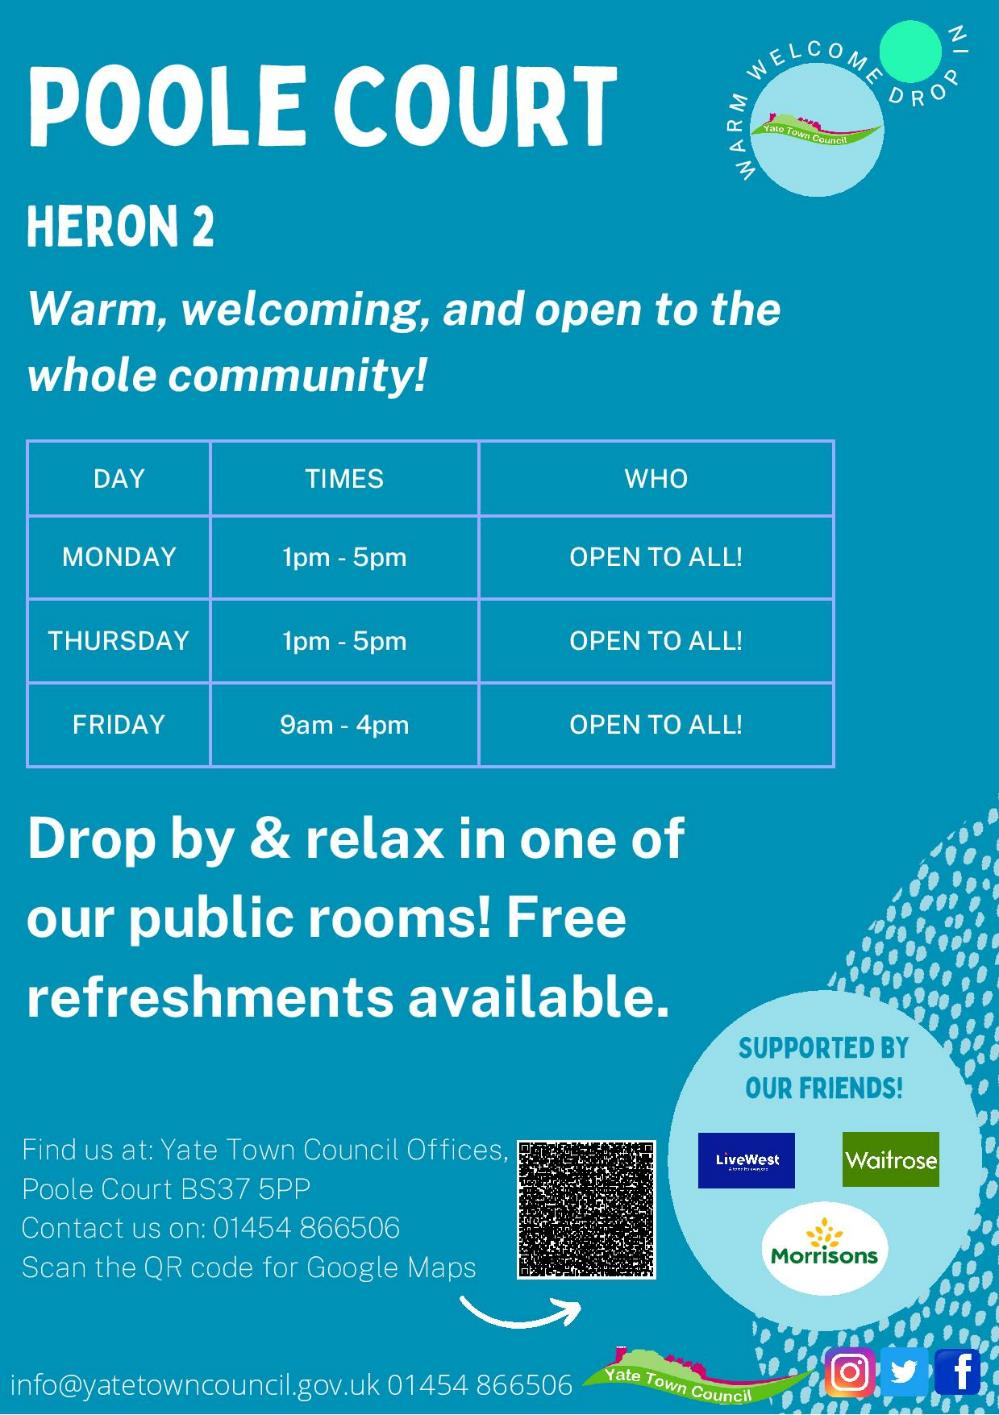 POOLE COURT
WARM WELCOME DROP IN
Yate Town Council
HERON 2
Warm, welcoming, and open to the
whole community!
DAY TIMES WHO
MONDAY 1pm - 5pm OPEN TO ALL!
THURSDAY 1pm - 5pm OPEN TO ALL!
FRIDAY 9am - 4pm OPEN TO ALL!
Drop by & relax in one of
our public rooms! Free
refreshments available.
SUPPORTED BY
OUR FRIENDS!
LiveWest
Waitrose
Morrisons
Find us at: Yate Town Council Offices,
Poole Court BS37 5PP
Contact us on: 01454 866506
Scan the QR code for Google Maps
info@yatetowncouncil.gov.uk 01454 866506
Yate Town Council